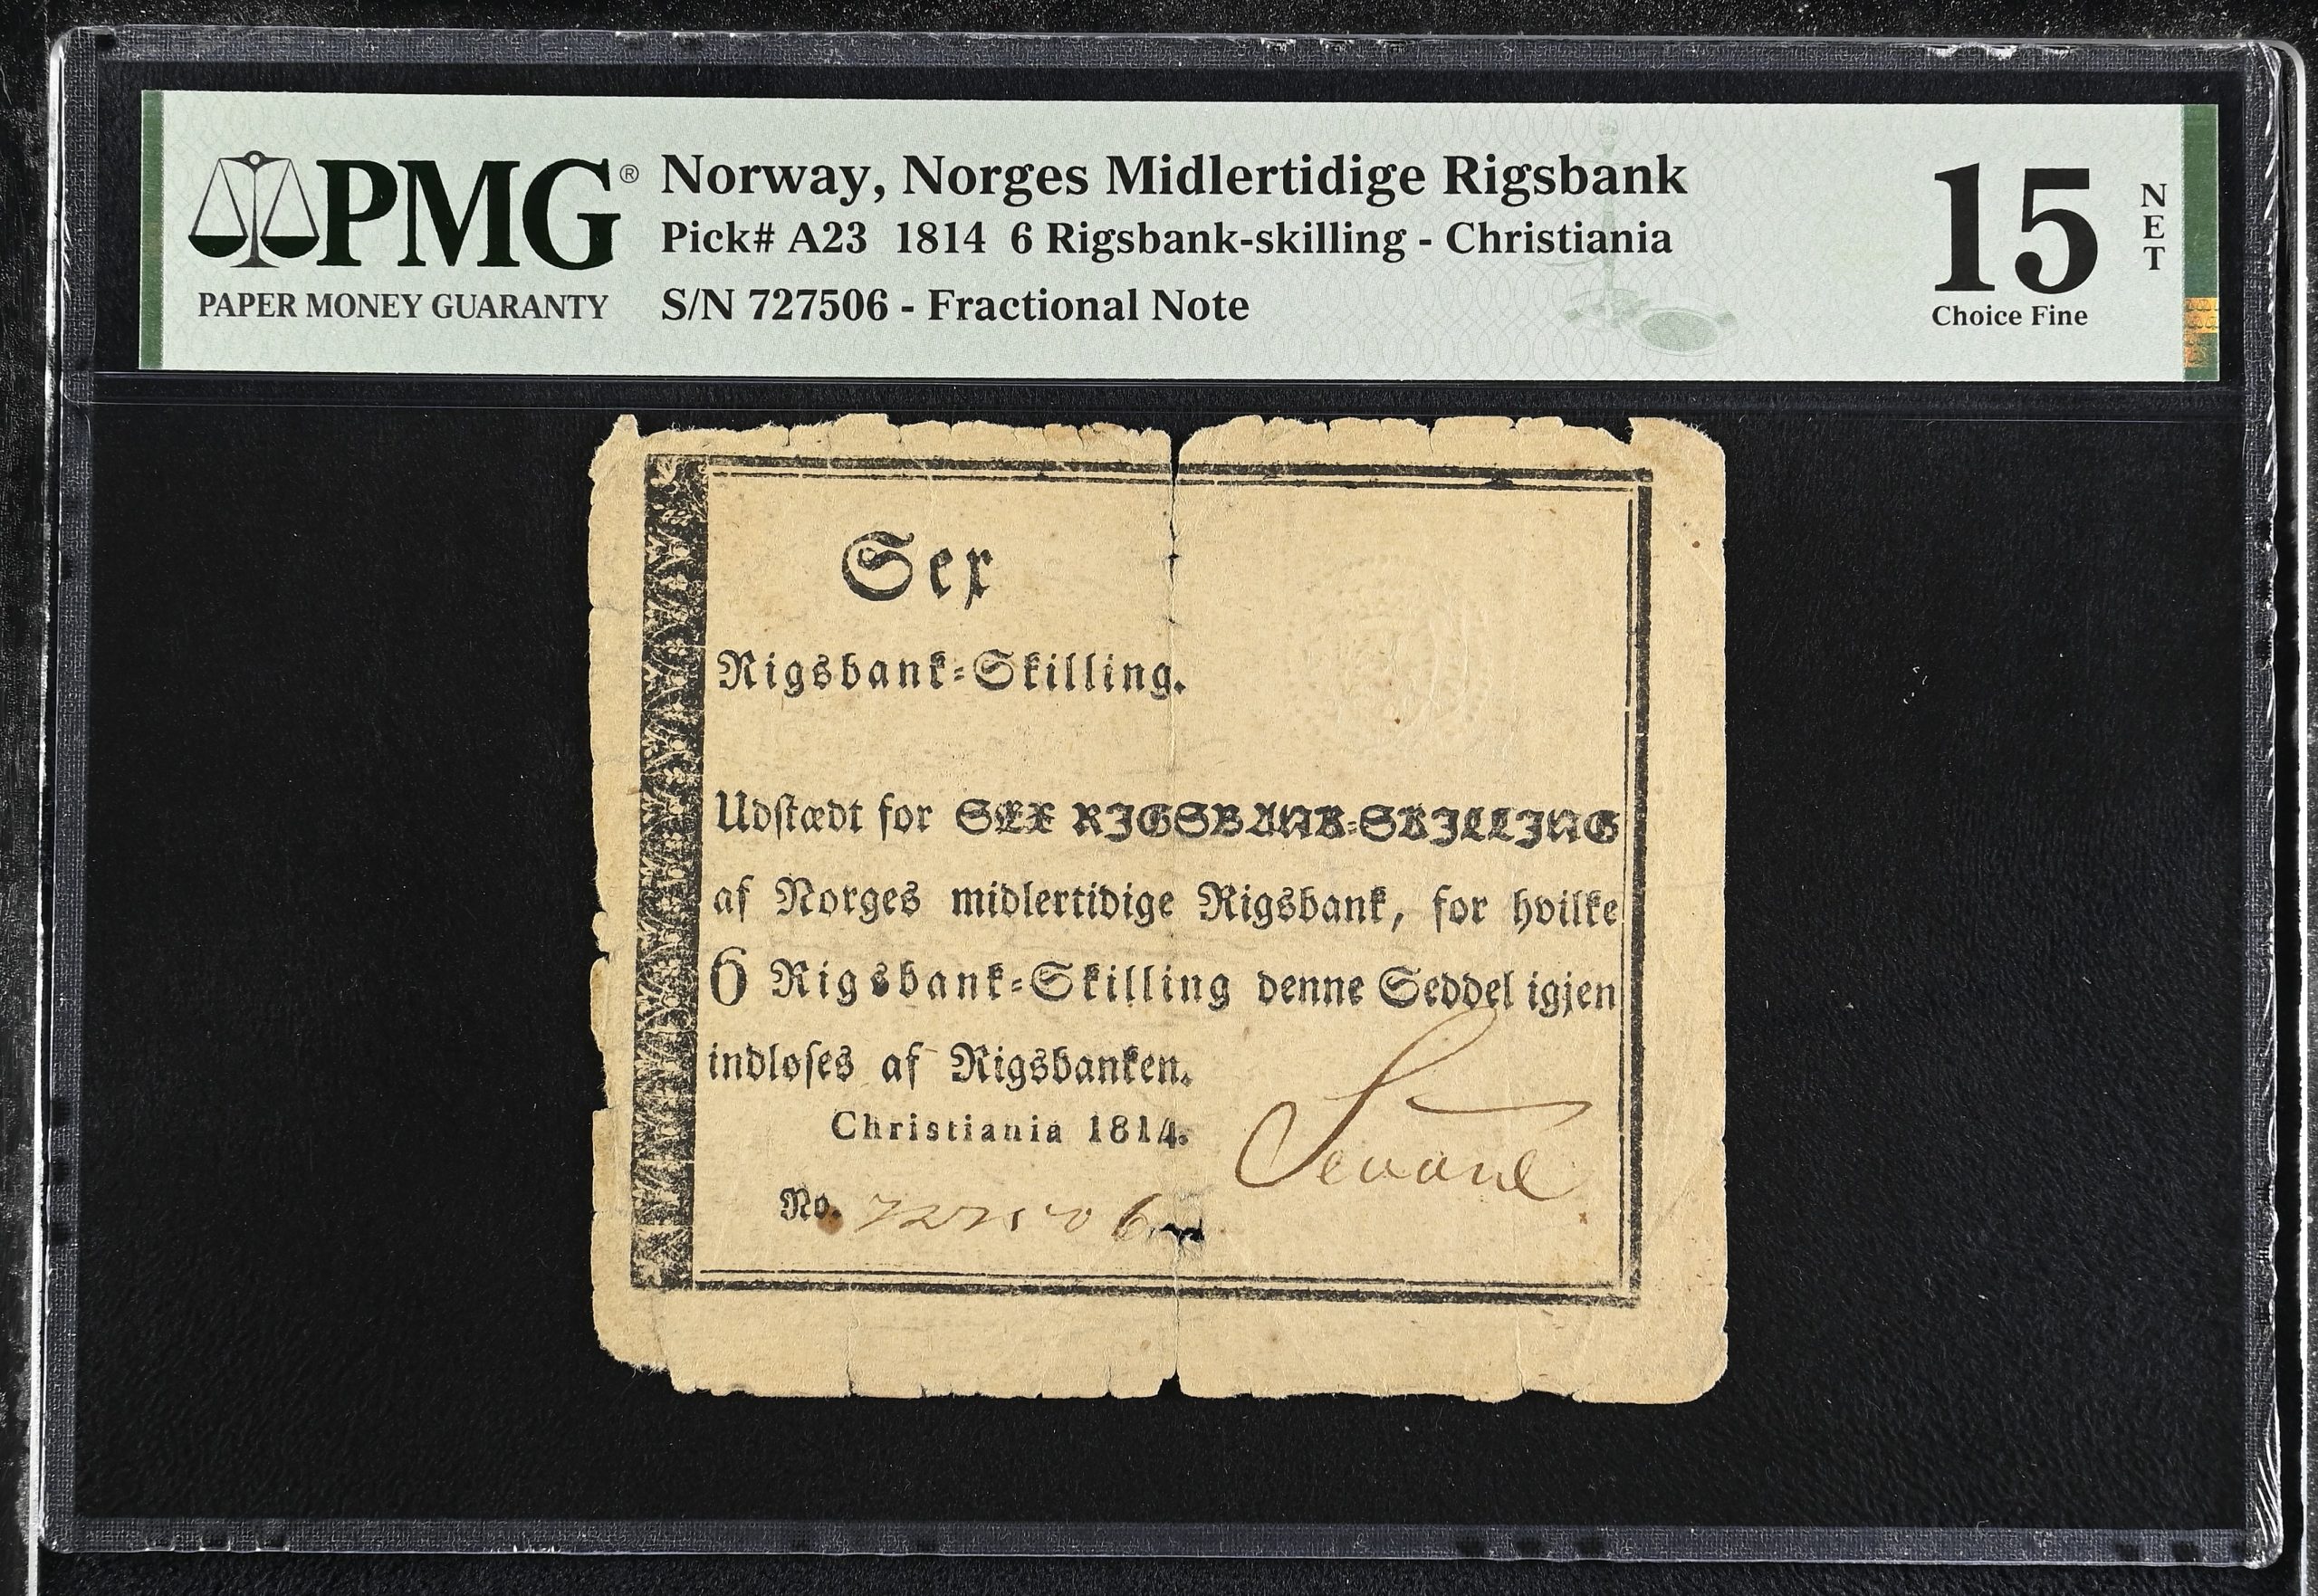 PMG®
PAPER MONEY GUARANTY
Norway, Norges Midlertidige Rigsbank
Pick# A23 1814 6 Rigsbank-skilling - Christiania
S/N 727506 - Fractional Note
15
Choice Fine
NET
Sex
Rigsbank-Skilling.
Udstædt for SEX RIGSBANK-SKILLING
af Norges midlertidige Rigsbank, for hvilke
6 Rigsbank-Skilling denne Seddel igjen
indløses af Rigsbanken.
Christiania 1814.
No. 727506